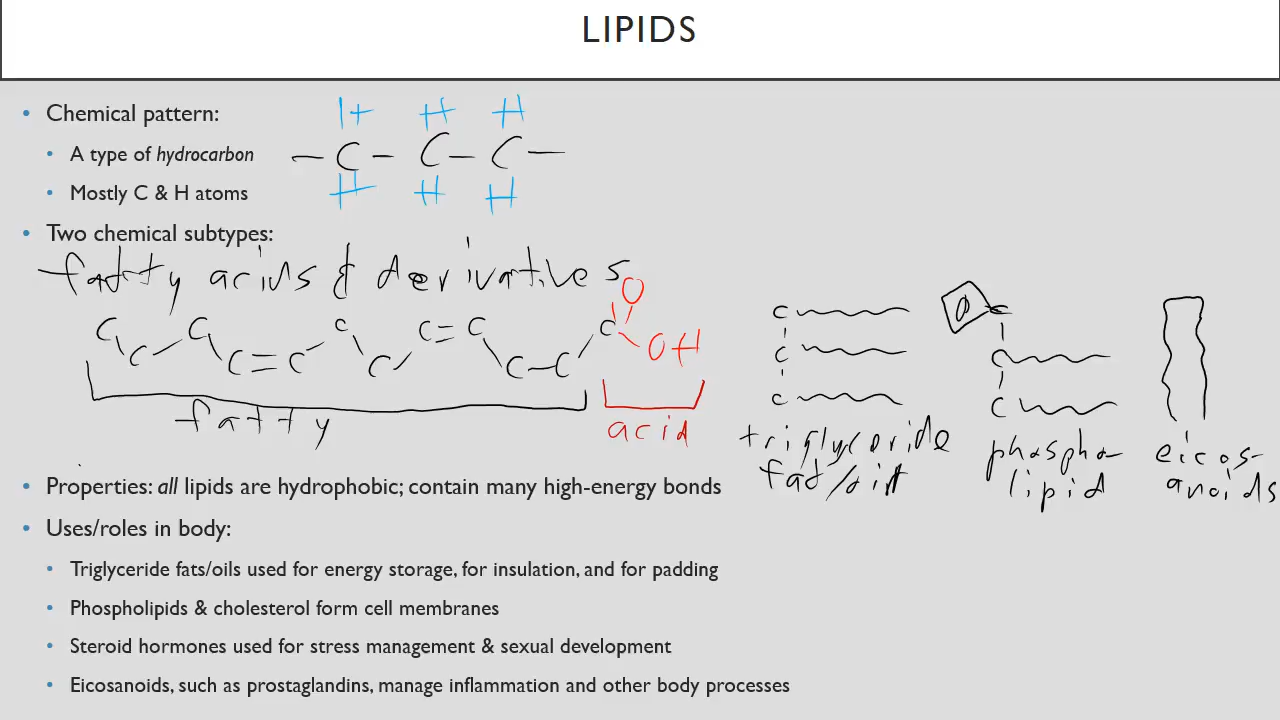 LIPIDS
• Chemical pattern:
H H H
• A type of hydrocarbon
– C – C – C –
• Mostly C & H atoms
H H H
• Two chemical subtypes:
fatty acids & derivatives
C C C C = C C C C = C C – C C O OH
fatty
acid
C
C
C
triglyceride
fat/oil
C
C
C
phospho-
lipid
eicos-
anoids
• Properties: all lipids are hydrophobic; contain many high-energy bonds
• Uses/roles in body:
• Triglyceride fats/oils used for energy storage, for insulation, and for padding
• Phospholipids & cholesterol form cell membranes
• Steroid hormones used for stress management & sexual development
• Eicosanoids, such as prostaglandins, manage inflammation and other body processes